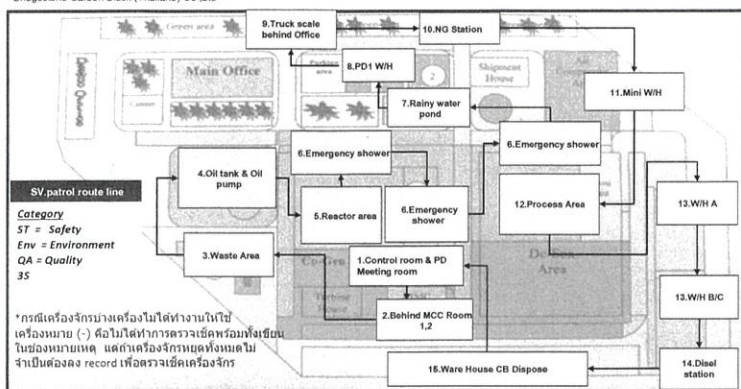 9.Truck scale
behind Office
10.NG Station
Green area
8.PD1 W/H
Parking
area
2
Shipment
House
Main Office
Canteen
11.Mini W/H
7.Rainy water
pond
6.Emergency shower
6.Emergency shower
4.Oil tank & Oil
pump
SV.patrol route line
Category
ST = Safety
Env = Environment
QA = Quality
3S
5.Reactor area
6.Emergency
shower
12.Process Area
13.W/H A
3.Waste Area
1.Control room & PD
Meeting room
Co-Gen
Area
2.Behind MCC Room
1,2
13.W/H B/C
*กรณีเครื่องจักรบางเครื่องไม่ได้ทำงานให้ใช้
เครื่องหมาย (-) คือไม่ได้ทำการตรวจเช็คพร้อมทั้งเขียน
ในช่องหมายเหตุ แต่ถ้าเครื่องจักรหยุดทั้งหมดไม่
จำเป็นต้องลง record เพื่อตรวจเช็คเครื่องจักร
15.Ware House CB Dispose
14.Disel
station